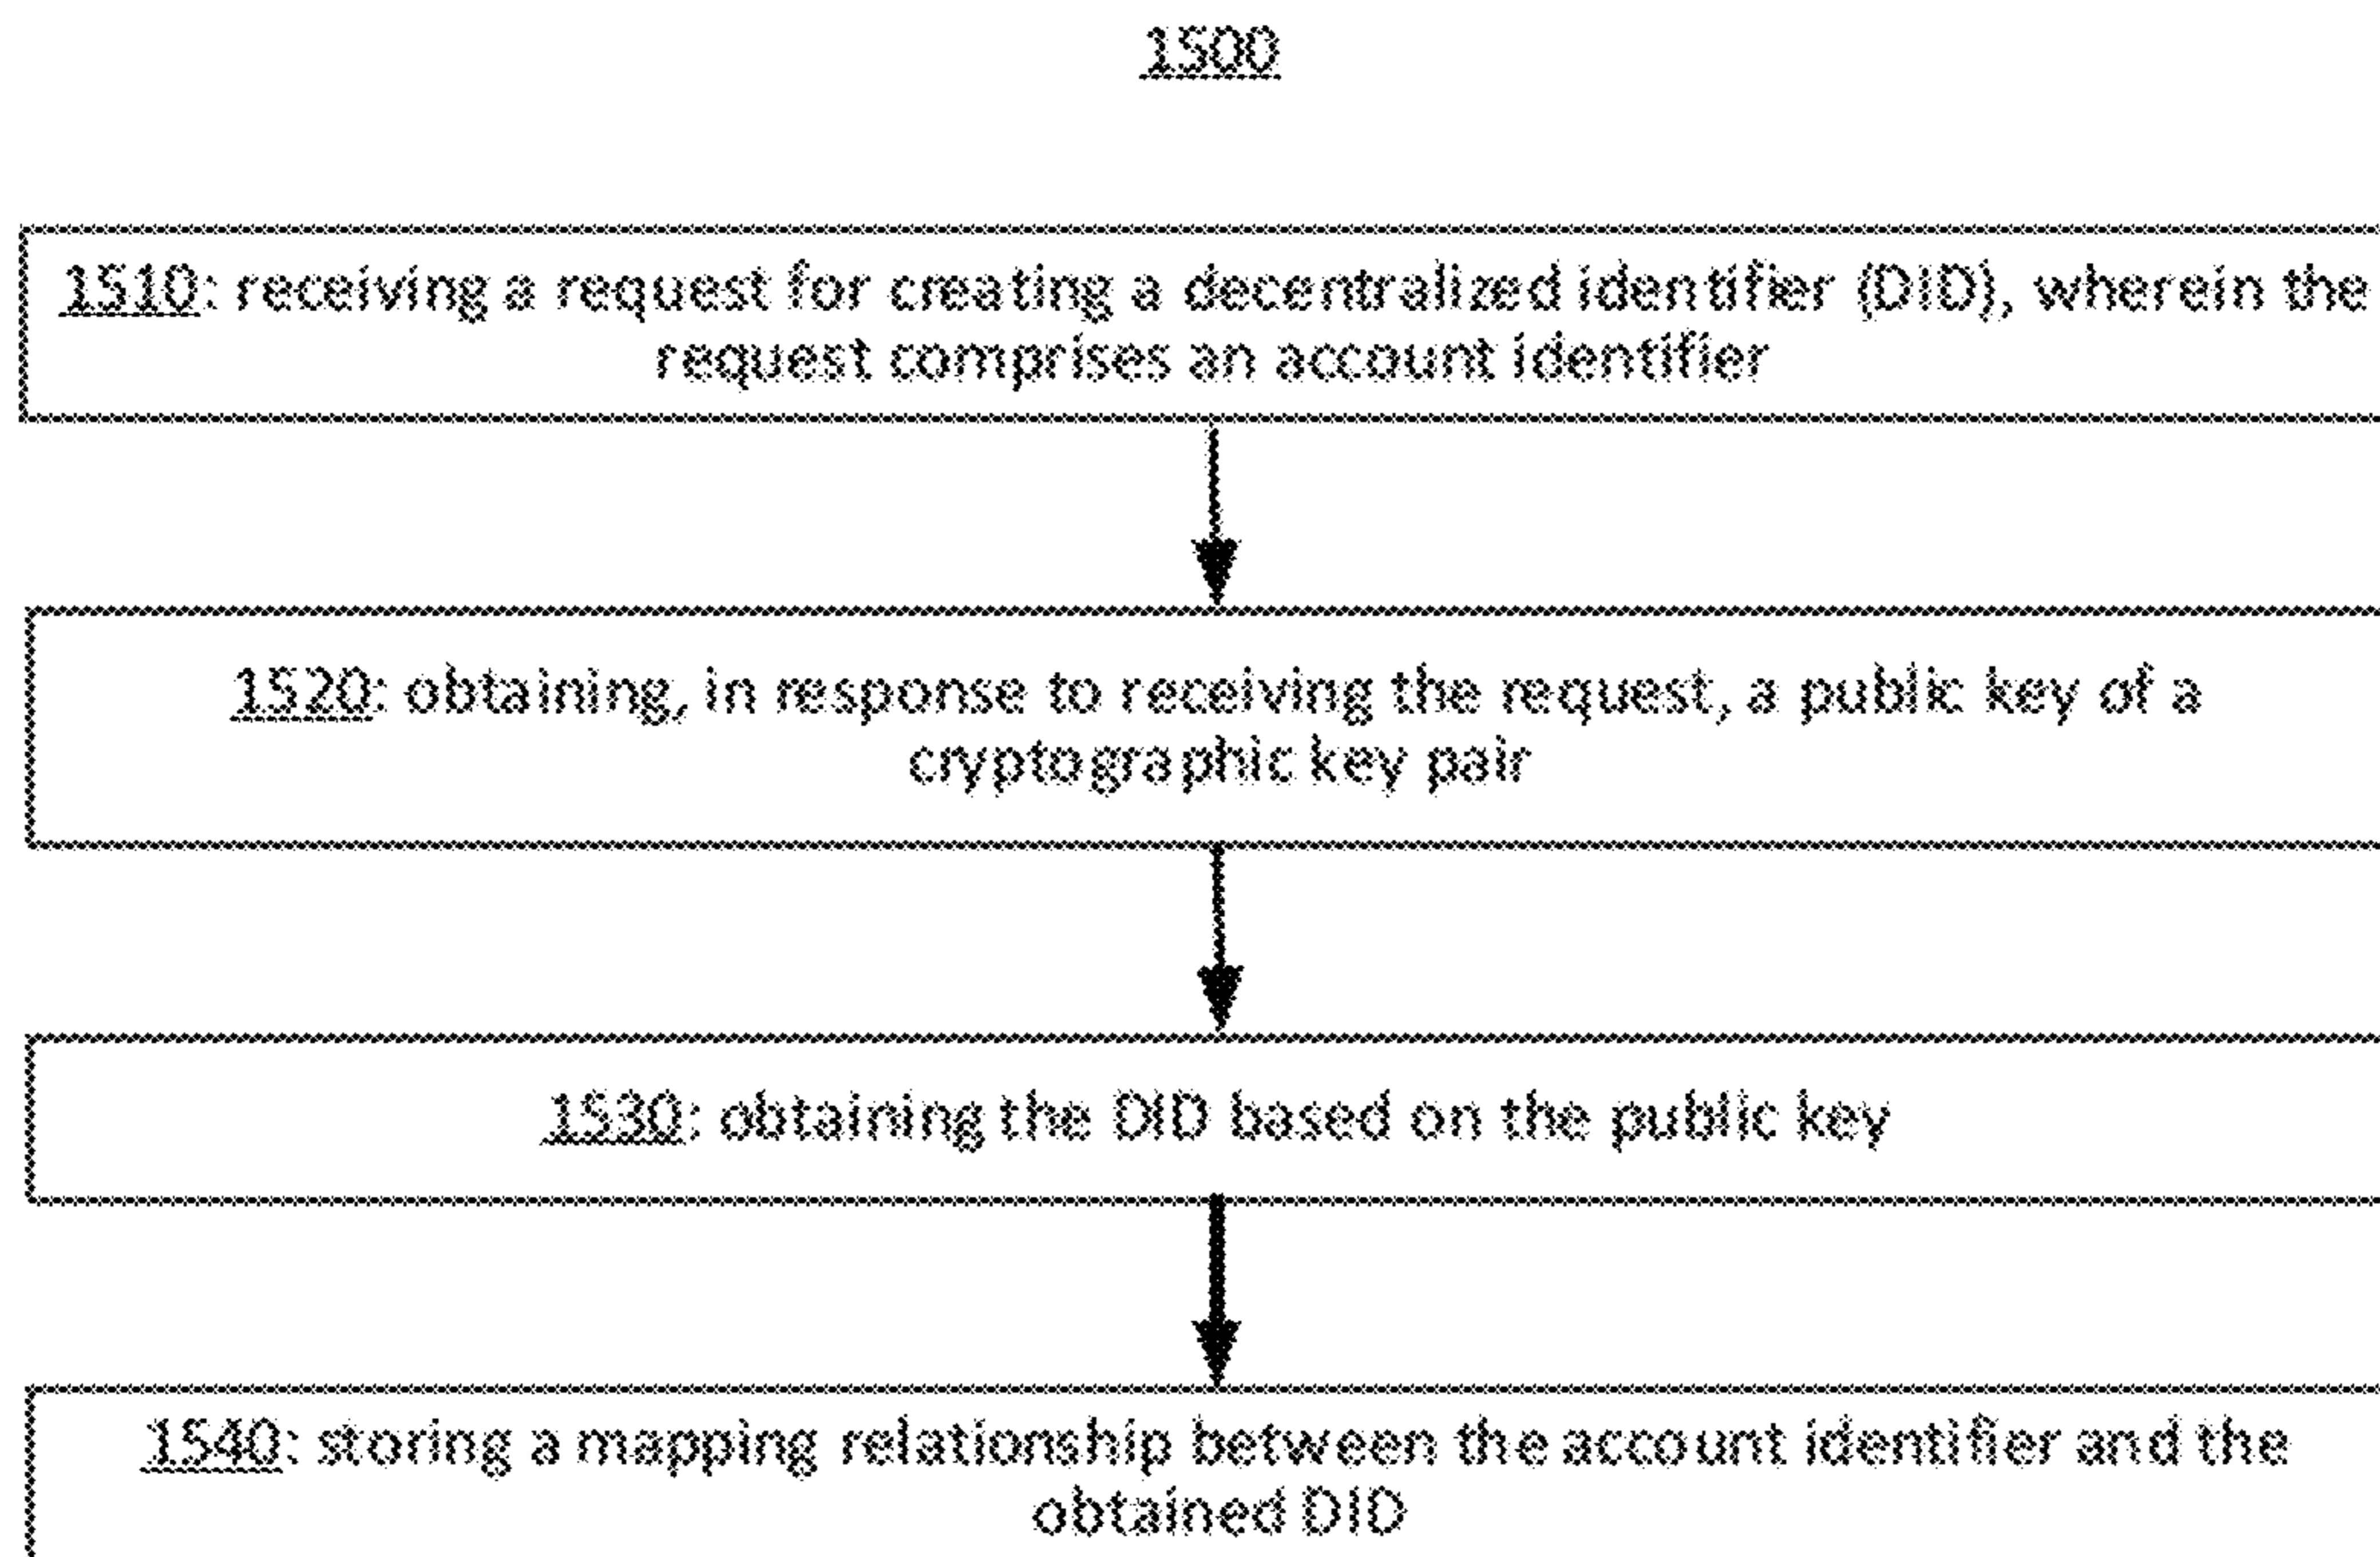 1500
1510: receiving a request for creating a decentralized identifier (DID), wherein the
request comprises an account identifier
1520: obtaining, in response to receiving the request, a public key of a
cryptographic key pair
1530: obtaining the DID based on the public key
1540: storing a mapping relationship between the account identifier and the
obtained DID